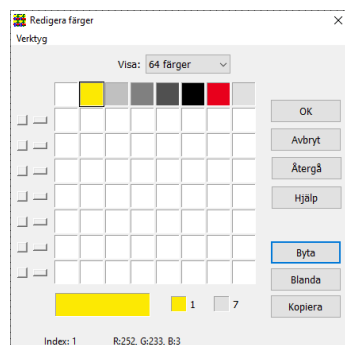 Redigera färger
Verktyg
Visa: 64 färger
OK
Avbryt
Återgå
Hjälp
Byta
Blanda
1 7 Kopiera
Index: 1 R:252, G:233, B:3